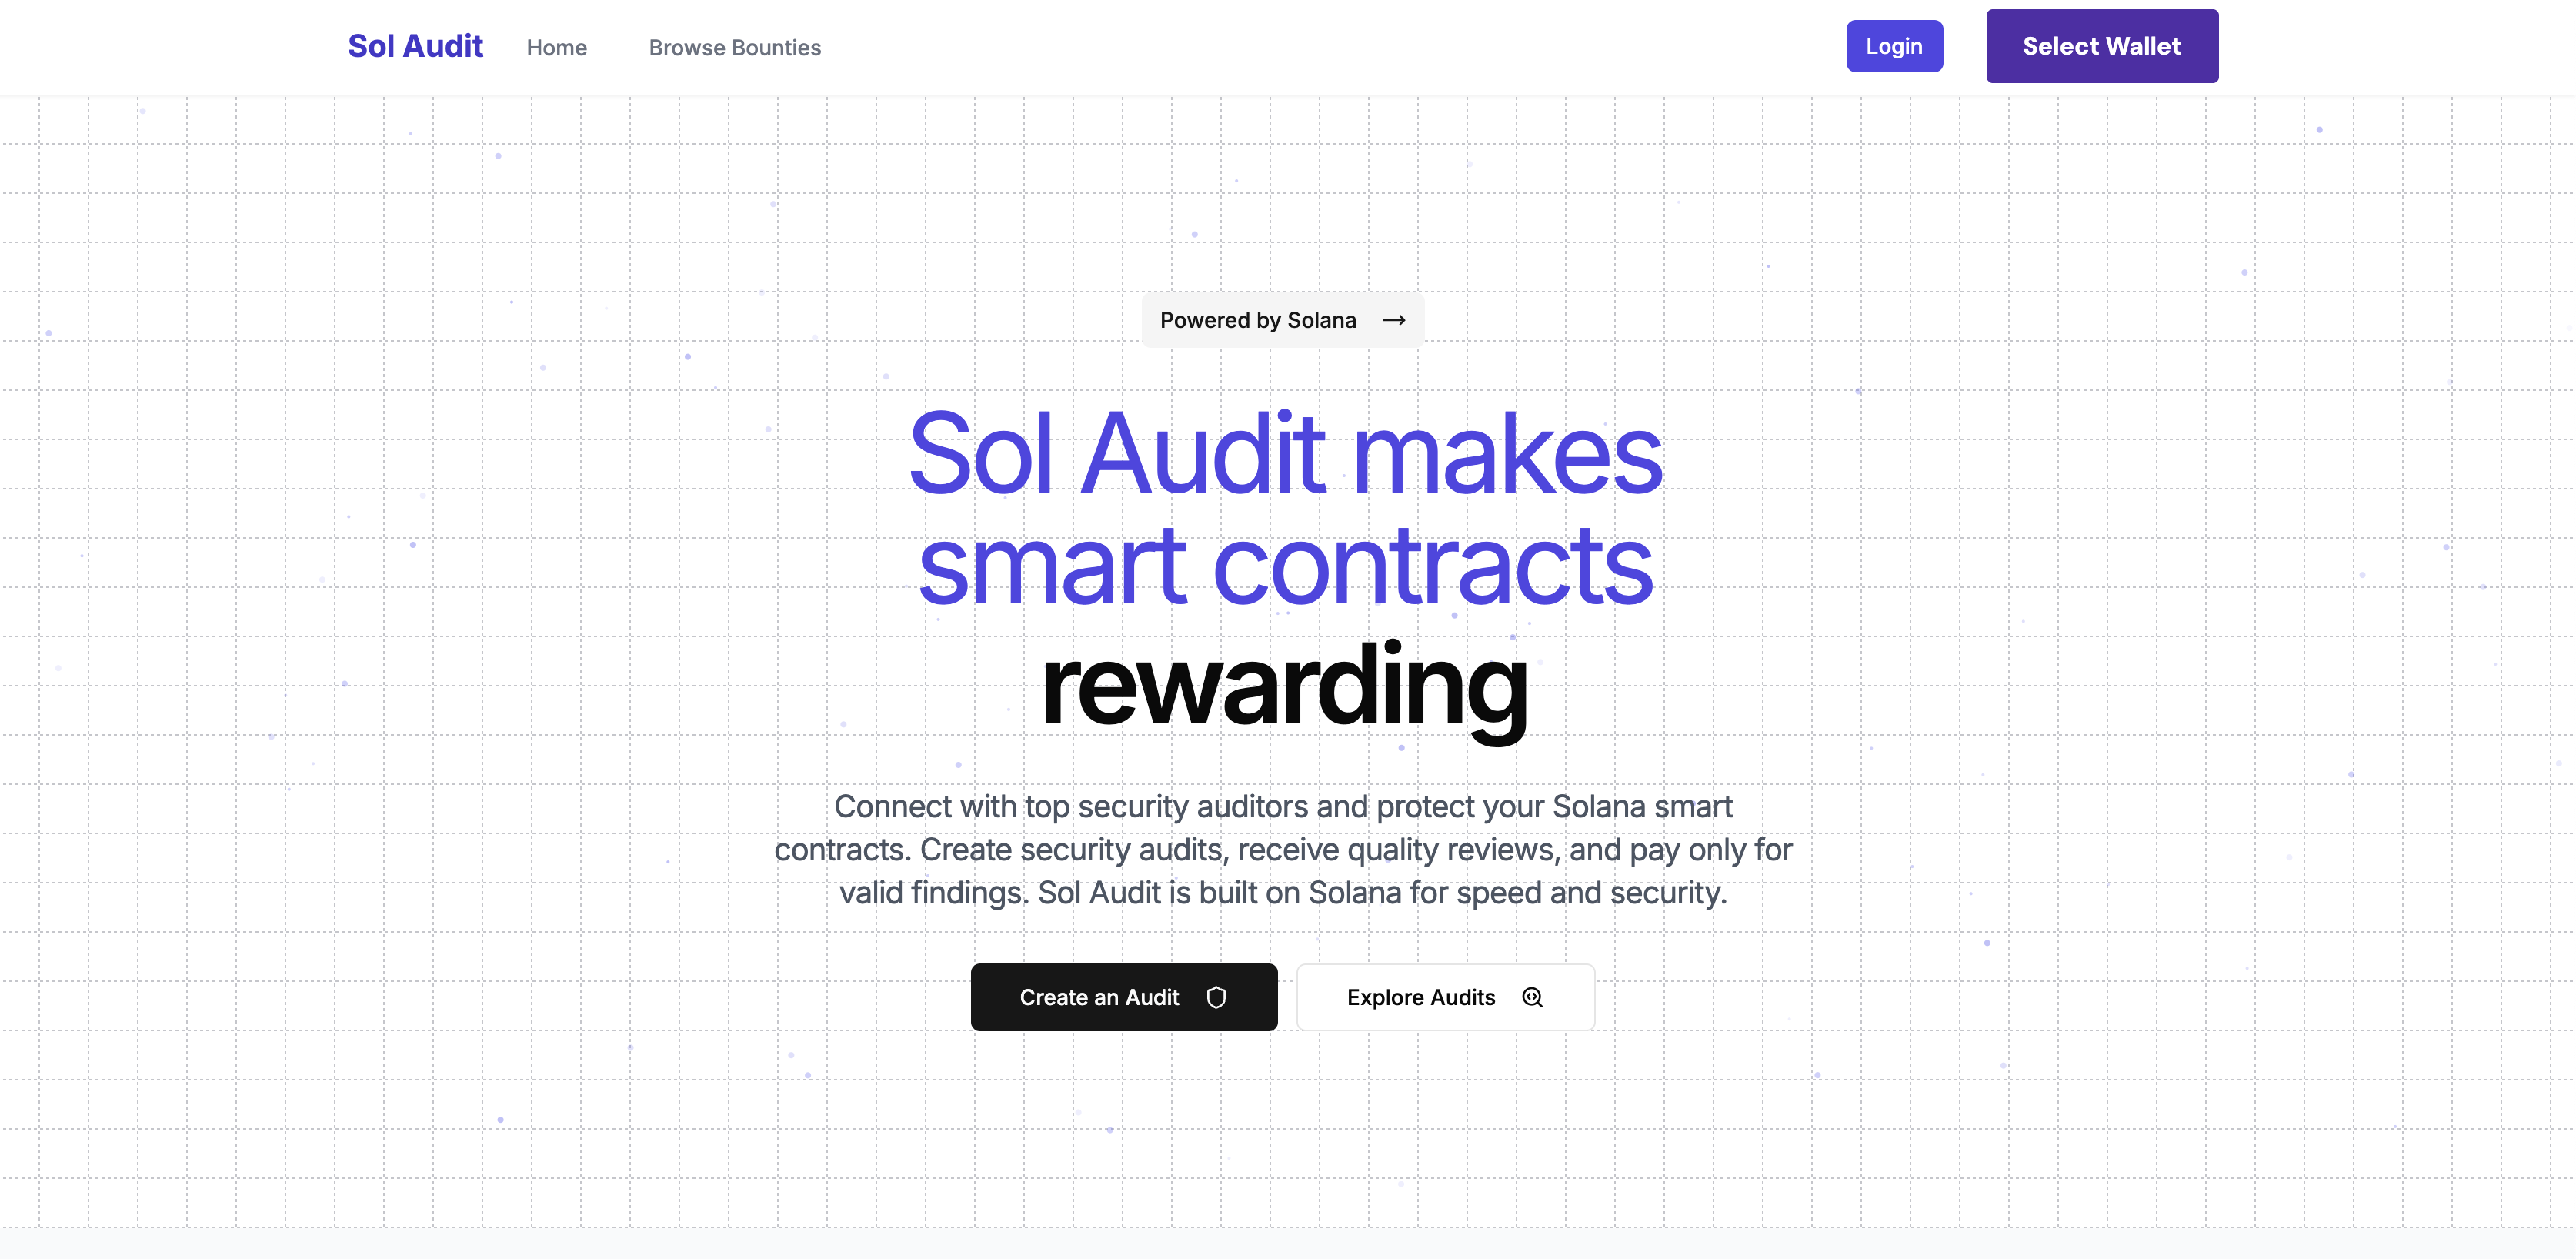 Sol Audit
Home
Browse Bounties
Login
Select Wallet
Powered by Solana
Sol Audit makes
smart contracts
rewarding
Connect with top security auditors and protect your Solana smart
contracts. Create security audits, receive quality reviews, and pay only for
valid findings. Sol Audit is built on Solana for speed and security.
Create an Audit
Explore Audits